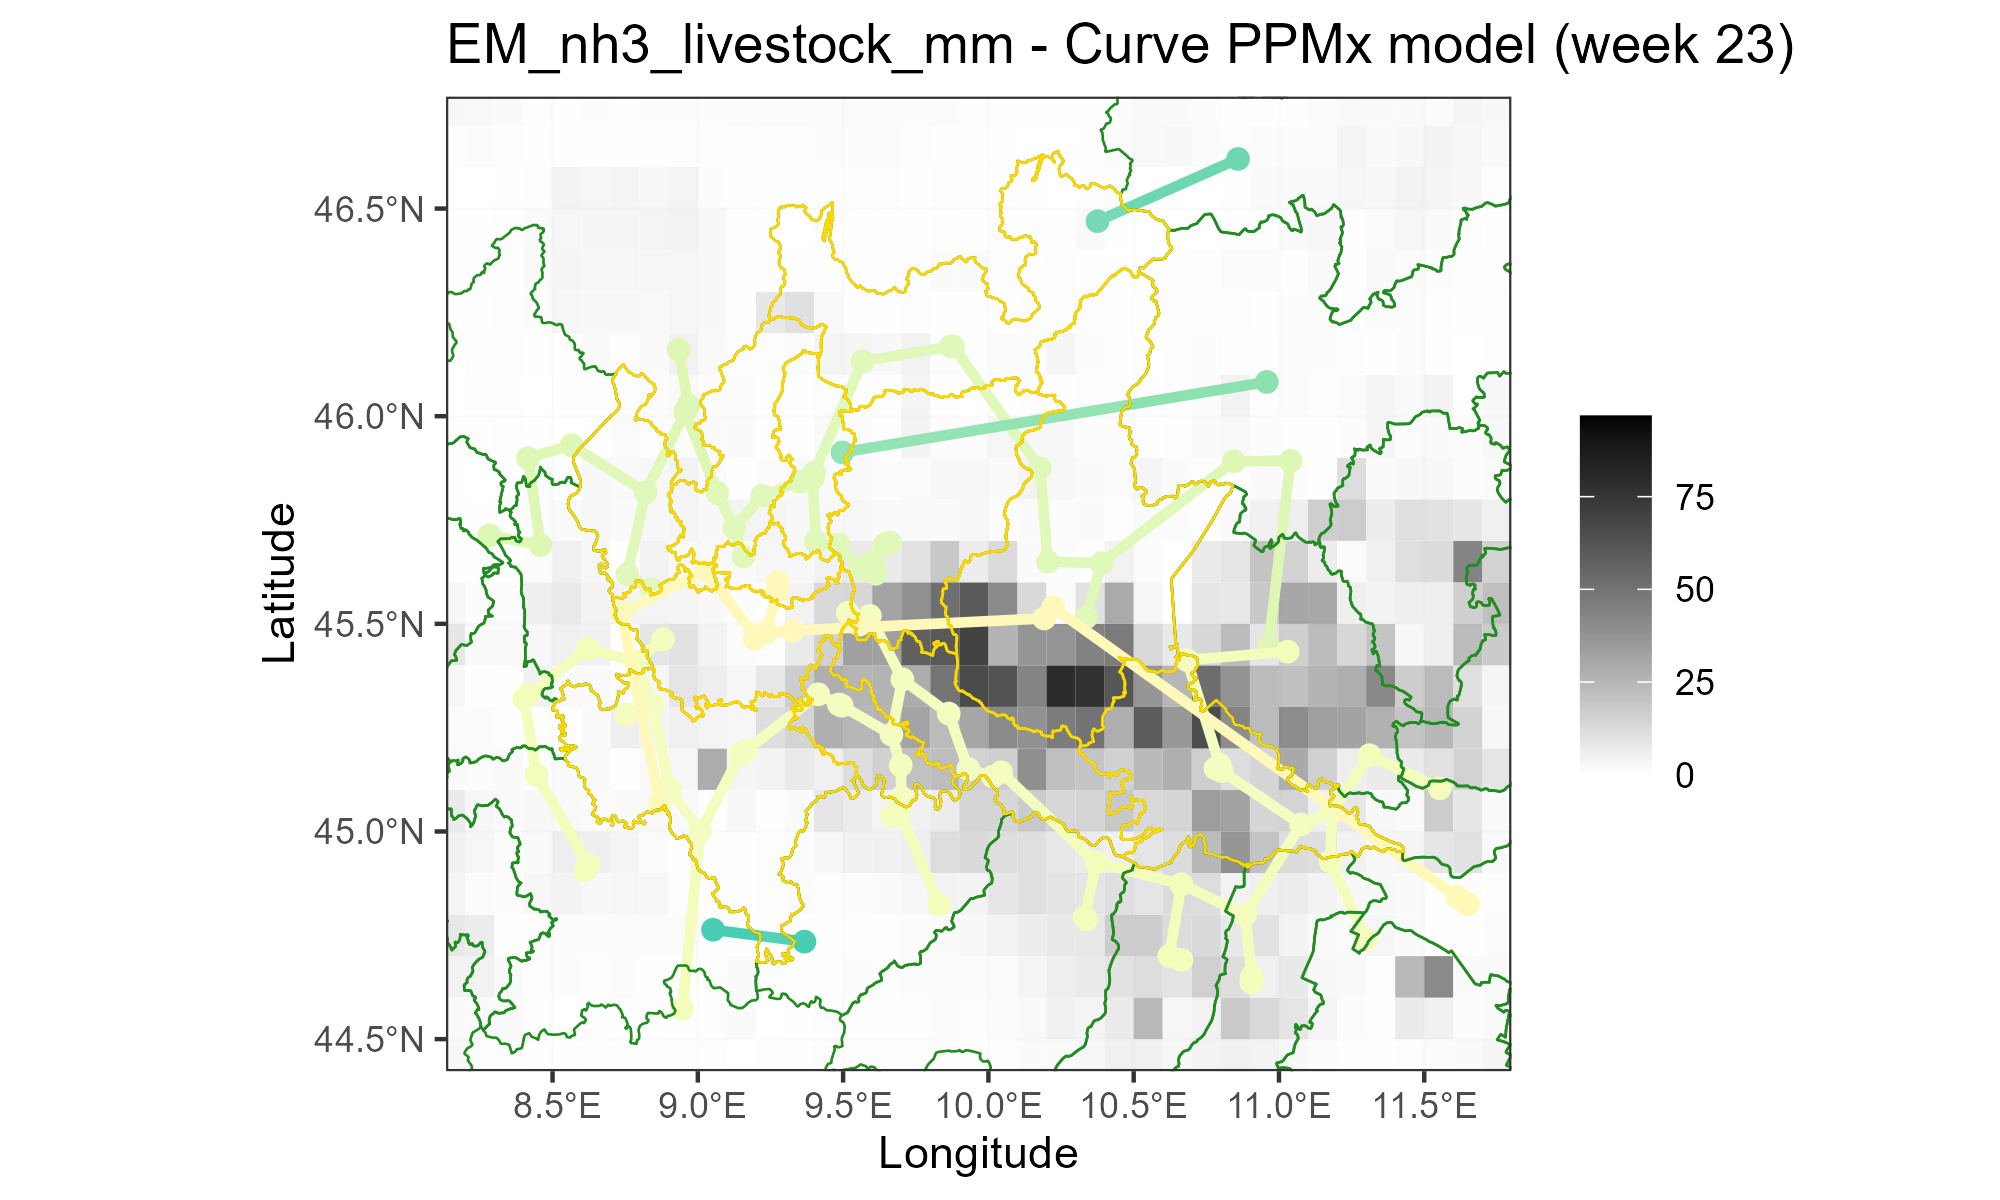 EM_nh3_livestock_mm - Curve PPMx model (week 23)
46.5°N
46.0°N
45.5°N
45.0°N
44.5°N
Latitude
8.5°E
9.0°E
9.5°E
10.0°E
10.5°E
11.0°E
11.5°E
Longitude
75
50
25
0